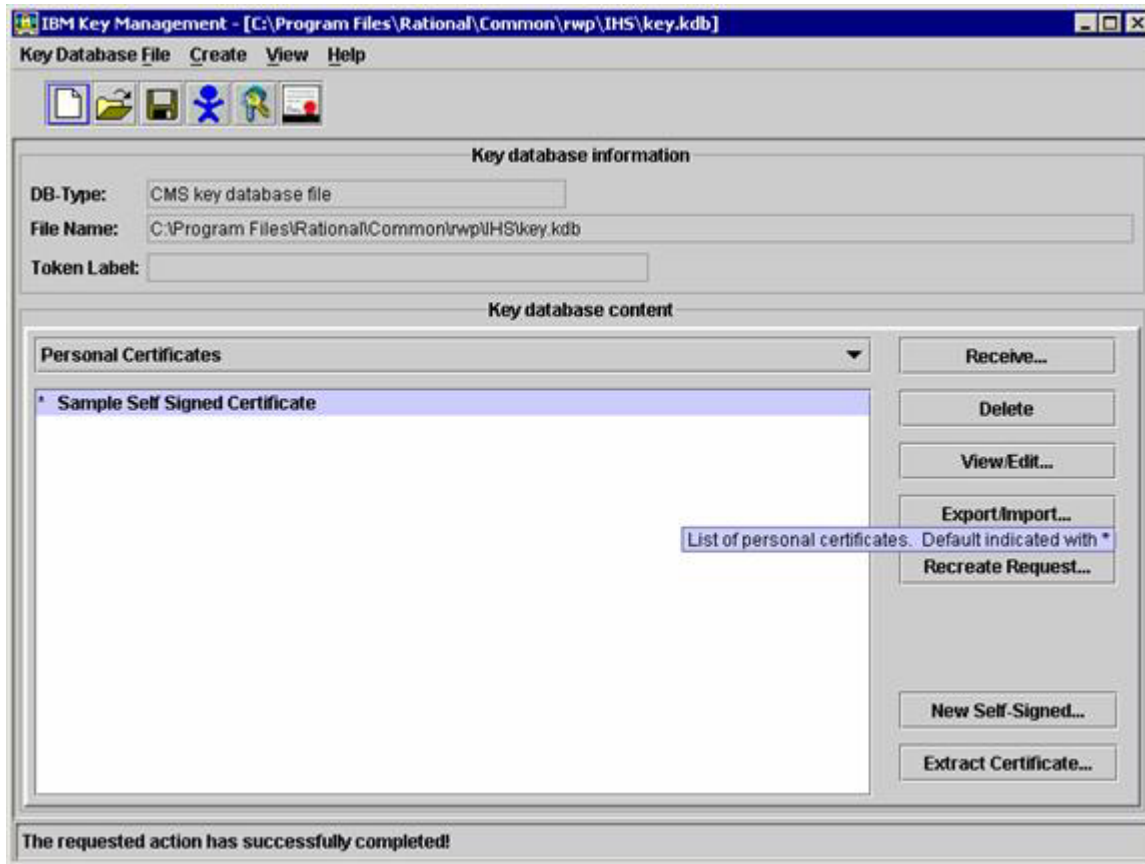 IBM Key Management - [C:\Program Files\Rational\Common\rwp\IHS\key.kdb]
Key Database File Create View Help
Key database information
DB-Type: CMS key database file
File Name: C:\Program Files\Rational\Common\rwp\IHS\key.kdb
Token Label:
Key database content
Personal Certificates
Receive...
* Sample Self Signed Certificate
Delete
View/Edit...
Export/Import...
List of personal certificates. Default indicated with *
Recreate Request...
New Self-Signed...
Extract Certificate...
The requested action has successfully completed!